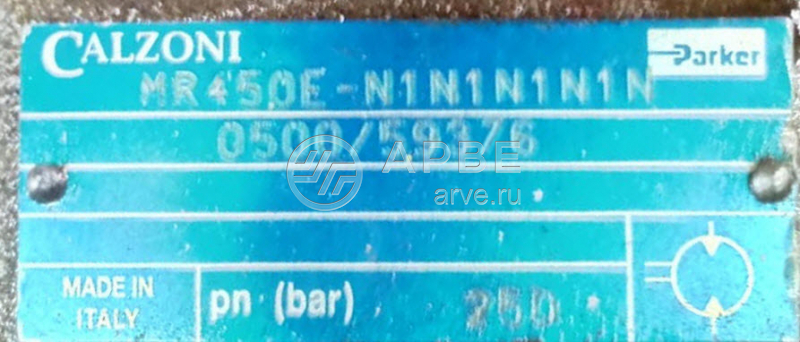 CALZONI
Parker
MR450E-N1N1N1N1N
0500/59376
АРВЕ
arve.ru
MADE IN
ITALY
pn (bar)
250